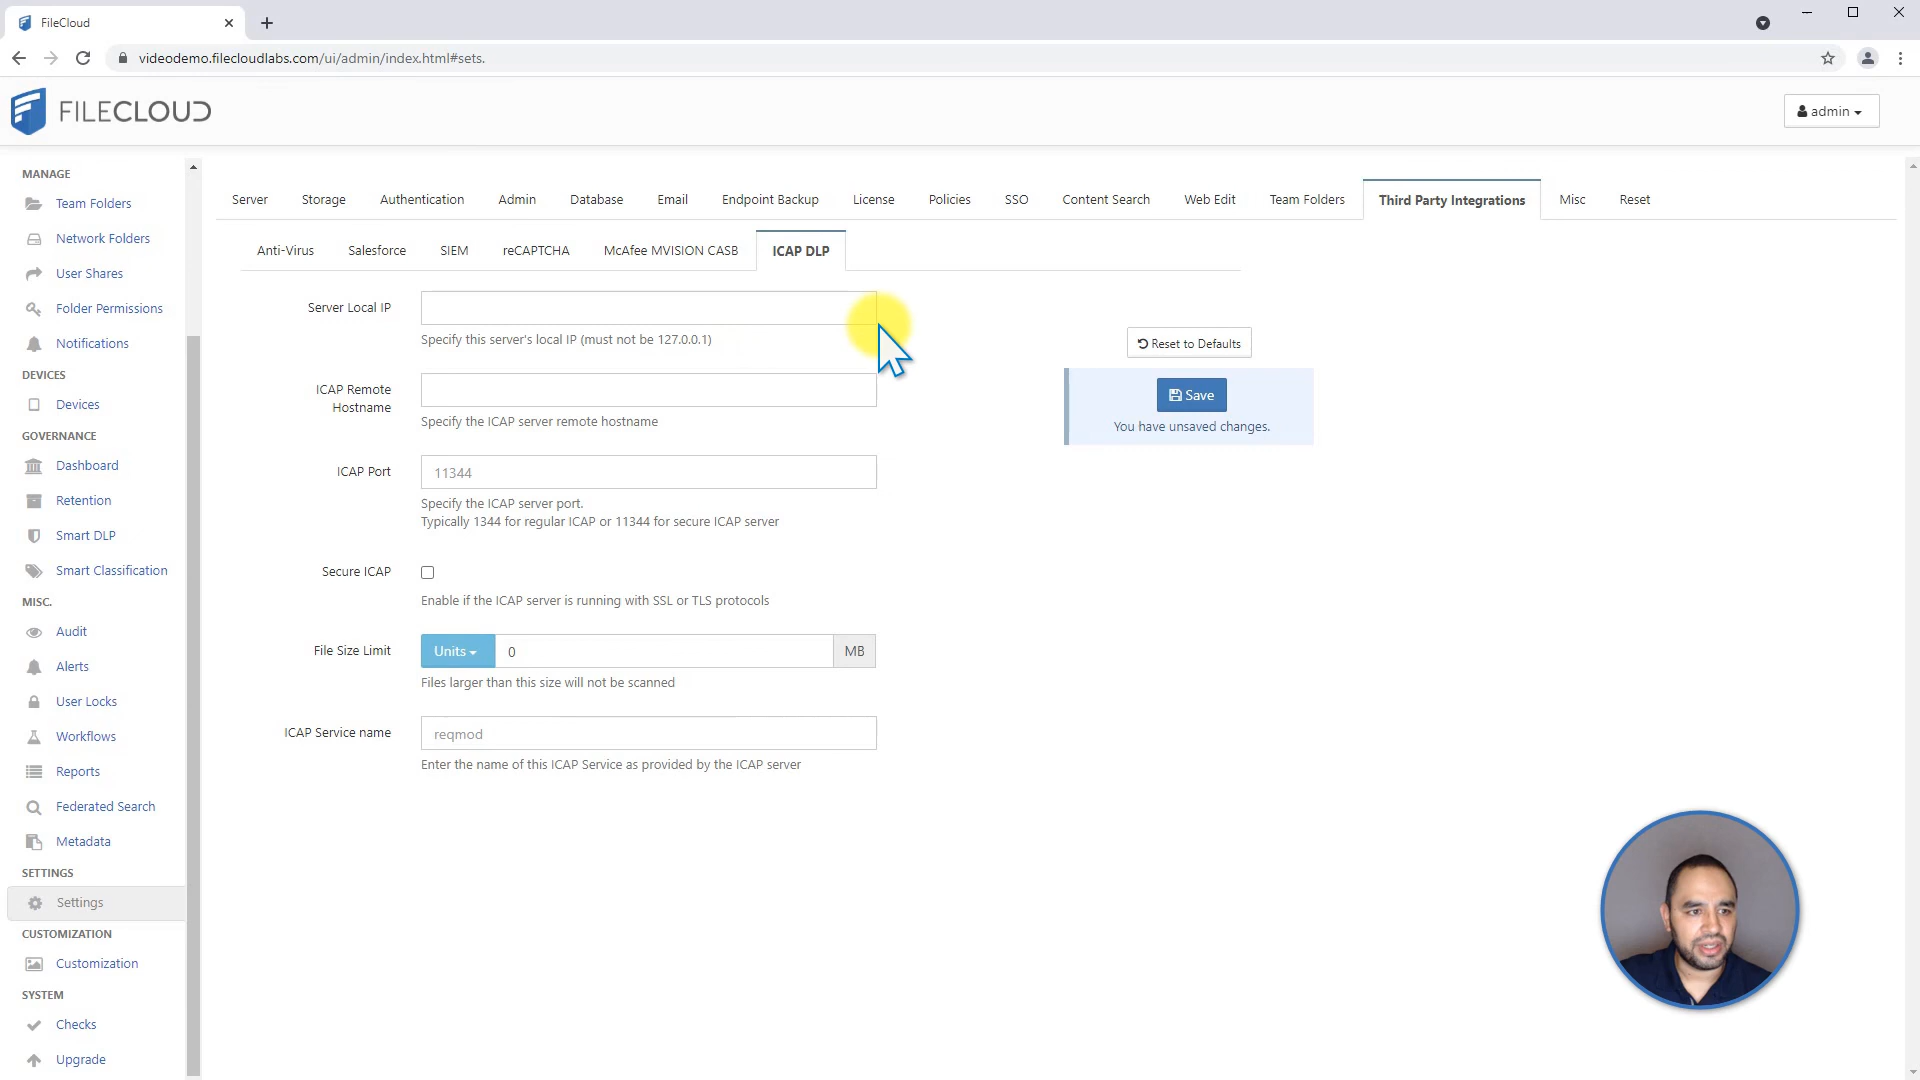 FileCloud
videodemo.filecloudlabs.com/ui/admin/index.html#sets.
FILECLOUD
admin
MANAGE
Team Folders
Network Folders
User Shares
Folder Permissions
Notifications
DEVICES
Devices
GOVERNANCE
Dashboard
Retention
Smart DLP
Smart Classification
MISC.
Audit
Alerts
User Locks
Workflows
Reports
Federated Search
Metadata
SETTINGS
Settings
CUSTOMIZATION
Customization
SYSTEM
Checks
Upgrade
Server Storage Authentication Admin Database Email Endpoint Backup License Policies SSO Content Search Web Edit Team Folders Third Party Integrations Misc Reset
Anti-Virus Salesforce SIEM reCAPTCHA McAfee MVISION CASB ICAP DLP
Server Local IP
Specify this server's local IP (must not be 127.0.0.1)
ICAP Remote
Hostname
Specify the ICAP server remote hostname
ICAP Port 11344
Specify the ICAP server port.
Typically 1344 for regular ICAP or 11344 for secure ICAP server
Secure ICAP
Enable if the ICAP server is running with SSL or TLS protocols
File Size Limit Units 0 MB
Files larger than this size will not be scanned
ICAP Service name reqmod
Enter the name of this ICAP Service as provided by the ICAP server
Reset to Defaults
Save
You have unsaved changes.